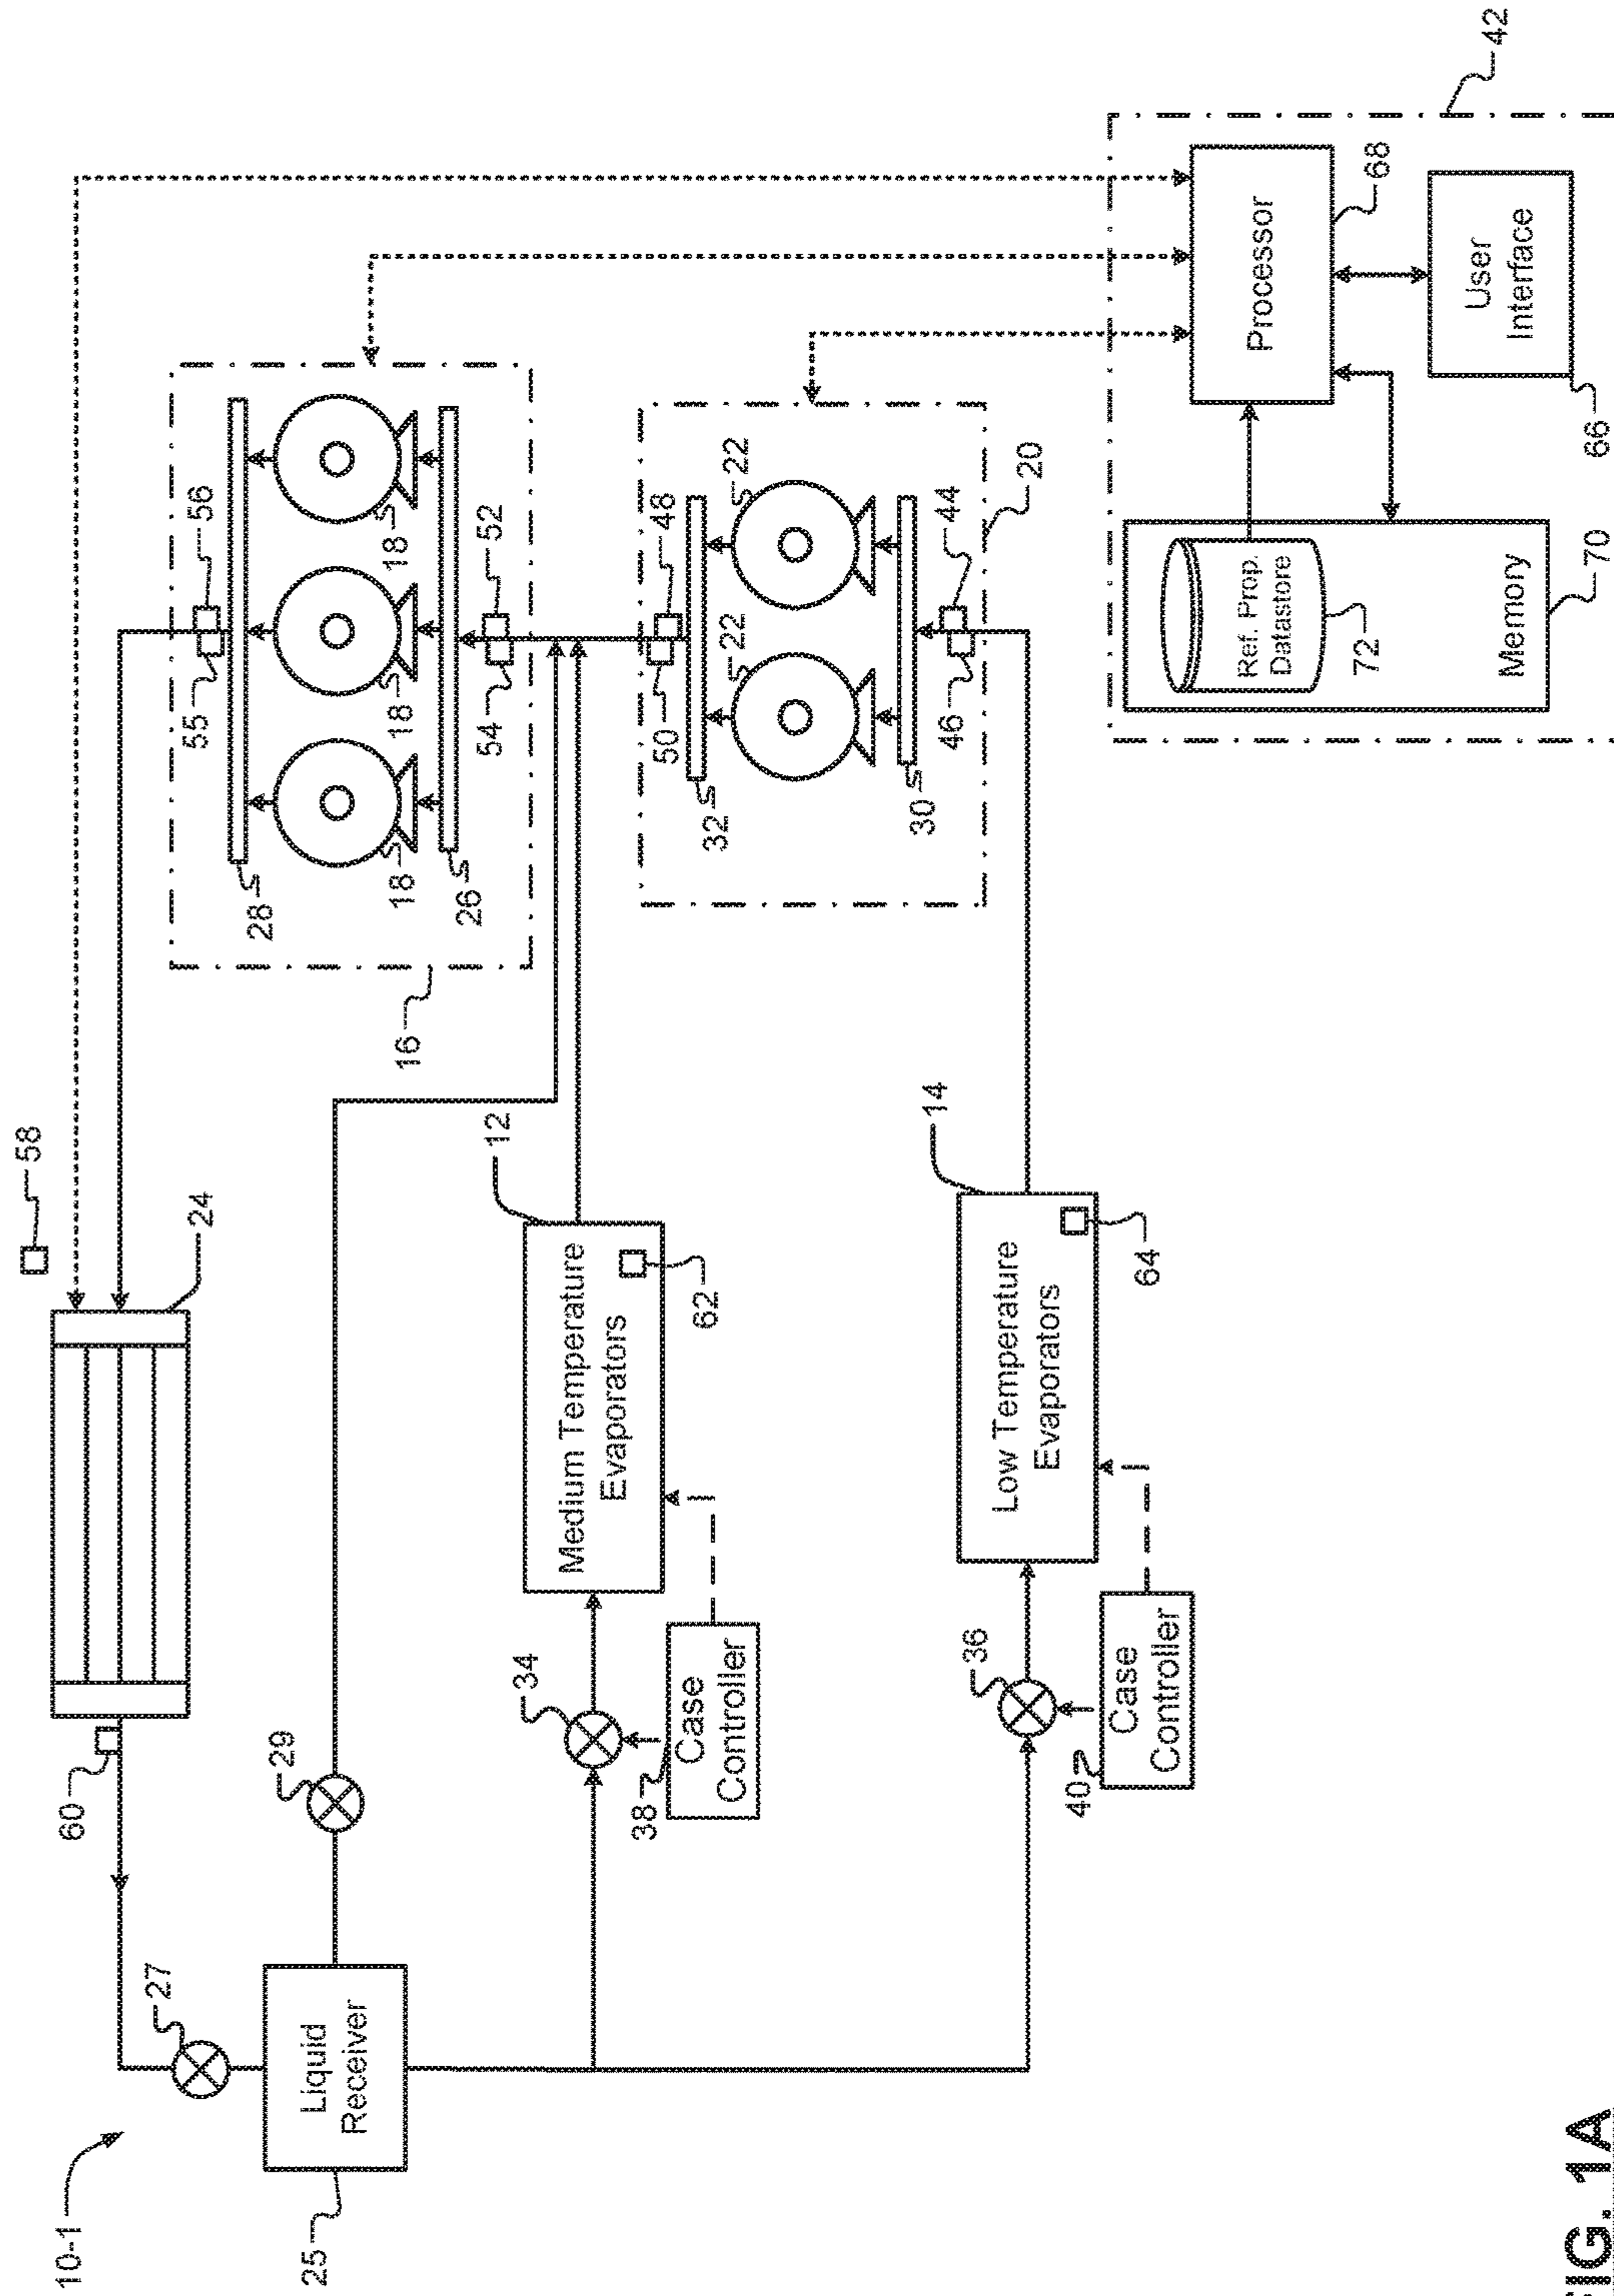 10-1
58
60
24
27
29
Liquid
Receiver
25
55
56
28
18
18
18
26
54
52
16
12
Medium Temperature
Evaporators
62
34
Case
Controller
38
50
48
32
22
22
30
46
44
20
14
Low Temperature
Evaporators
64
36
Case
Controller
40
42
Processor
68
User
Interface
66
Ref. Prop.
Datastore
72
Memory
70
FIG. 1A